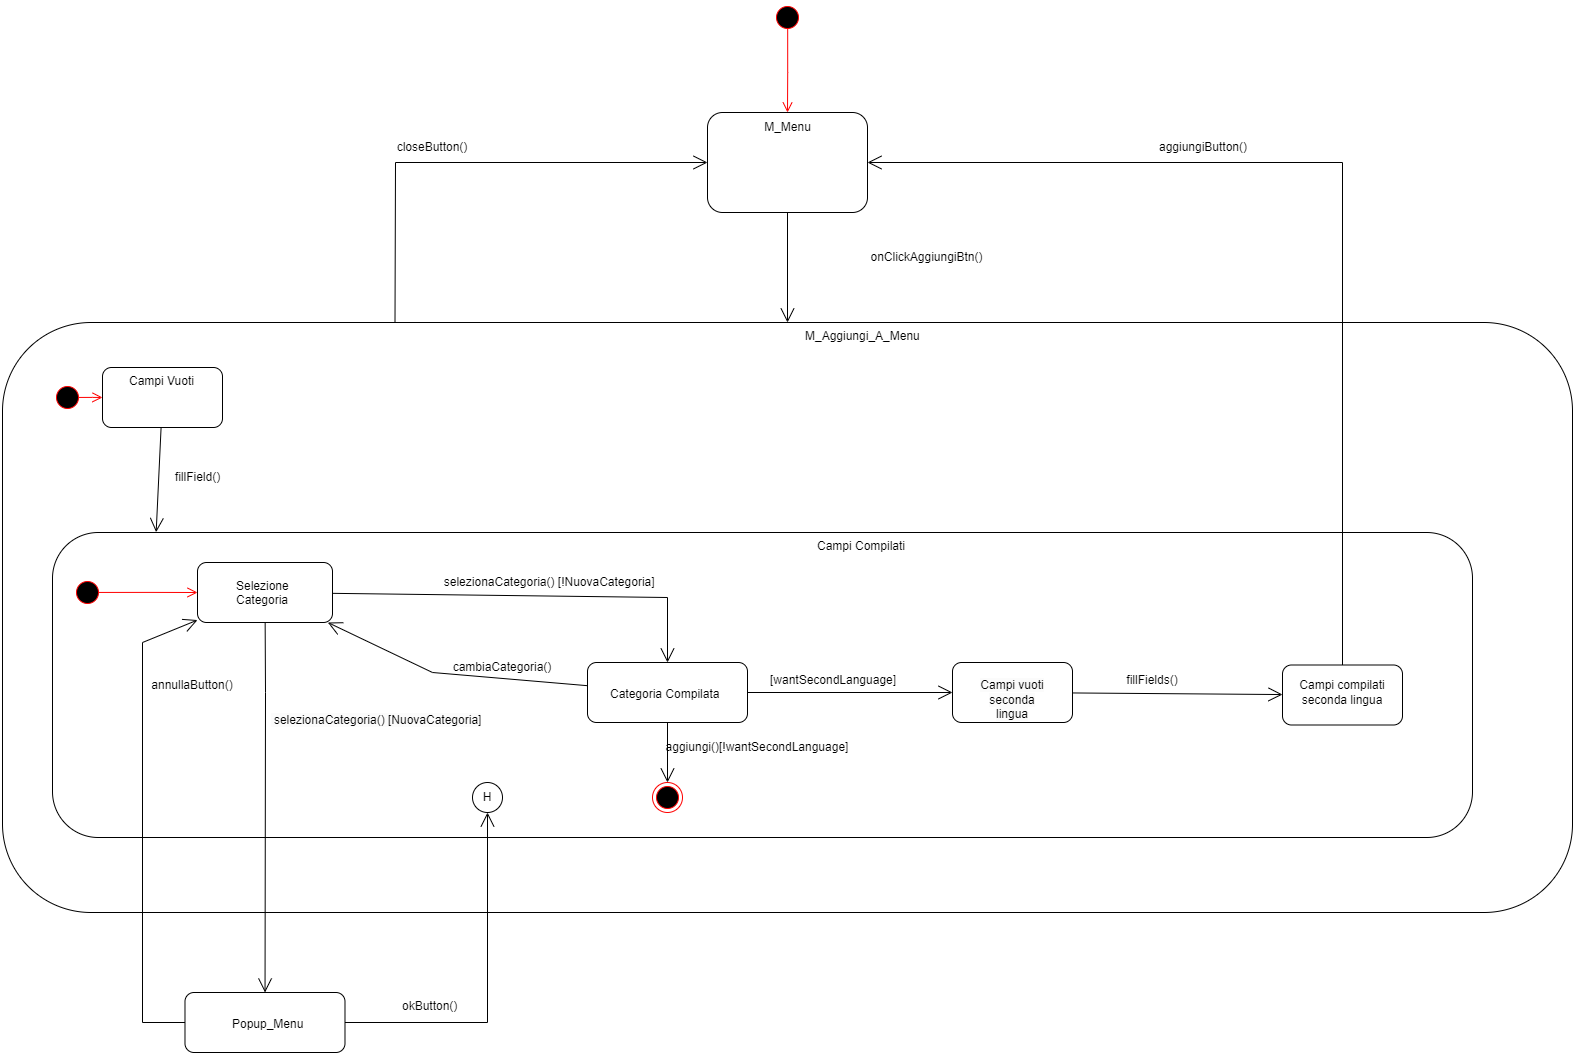 M_Menu
closeButton()
aggiungiButton()
onClickAggiungiBtn()
M_Aggiungi_A_Menu
Campi Vuoti
fillField()
Campi Compilati
Selezione
Categoria
selezionaCategoria() [!NuovaCategoria]
cambiaCategoria()
annullaButton()
Categoria Compilata
[wantSecondLanguage]
Campi vuoti
seconda
lingua
fillFields()
Campi compilati
seconda lingua
selezionaCategoria() [NuovaCategoria]
aggiungi()[!wantSecondLanguage]
H
okButton()
Popup_Menu